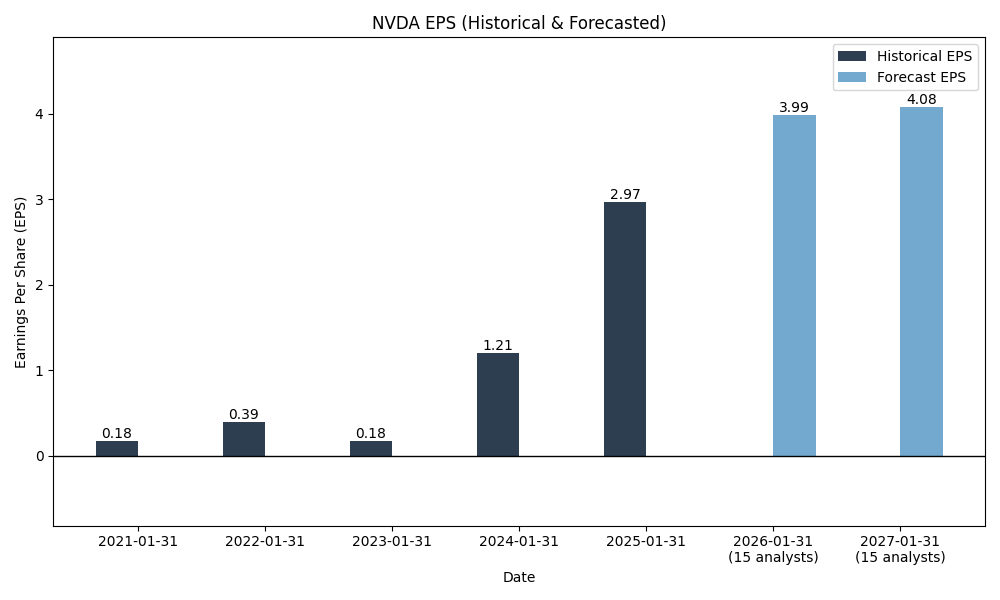 NVDA EPS (Historical & Forecasted)
Historical EPS
Forecast EPS
Earnings Per Share (EPS)
4
3
2
1
0
0.18
0.39
0.18
1.21
2.97
3.99
4.08
2021-01-31
2022-01-31
2023-01-31
2024-01-31
2025-01-31
2026-01-31
(15 analysts)
2027-01-31
(15 analysts)
Date